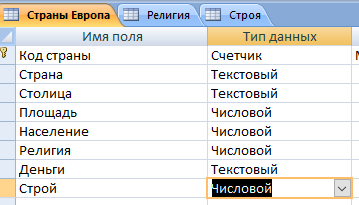 Страны Европа Религия Строя
Имя поля Тип данных
Код страны Счетчик
Страна Текстовый
Столица Текстовый
Площадь Числовой
Население Числовой
Религия Числовой
Деньги Текстовый
Строй Числовой